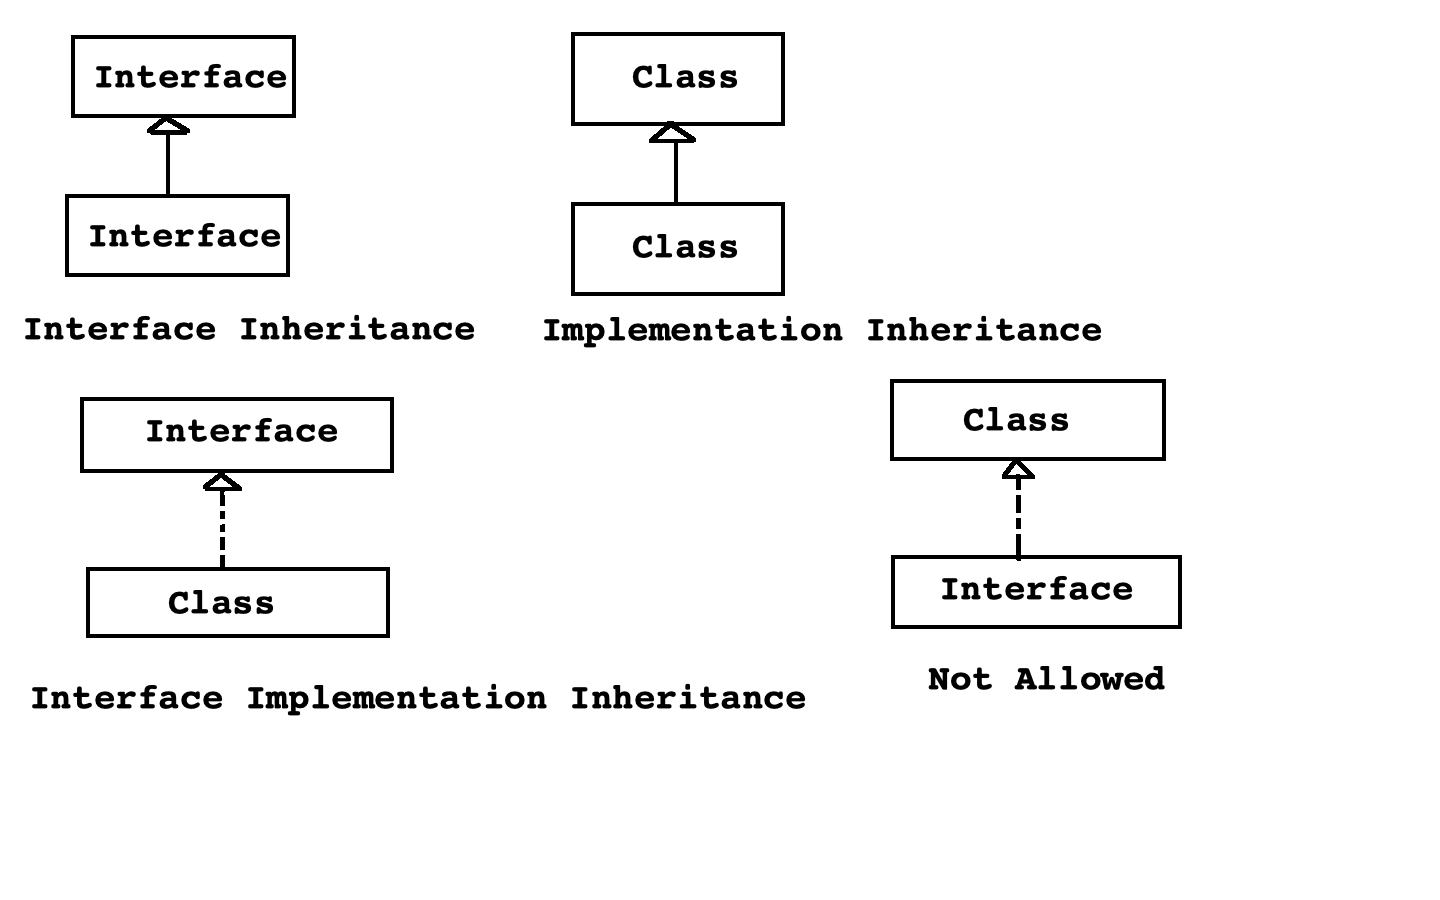 Interface
Class
Interface
Class
Interface Inheritance
Implementation Inheritance
Interface
Class
Class
Interface
Interface Implementation Inheritance
Not Allowed